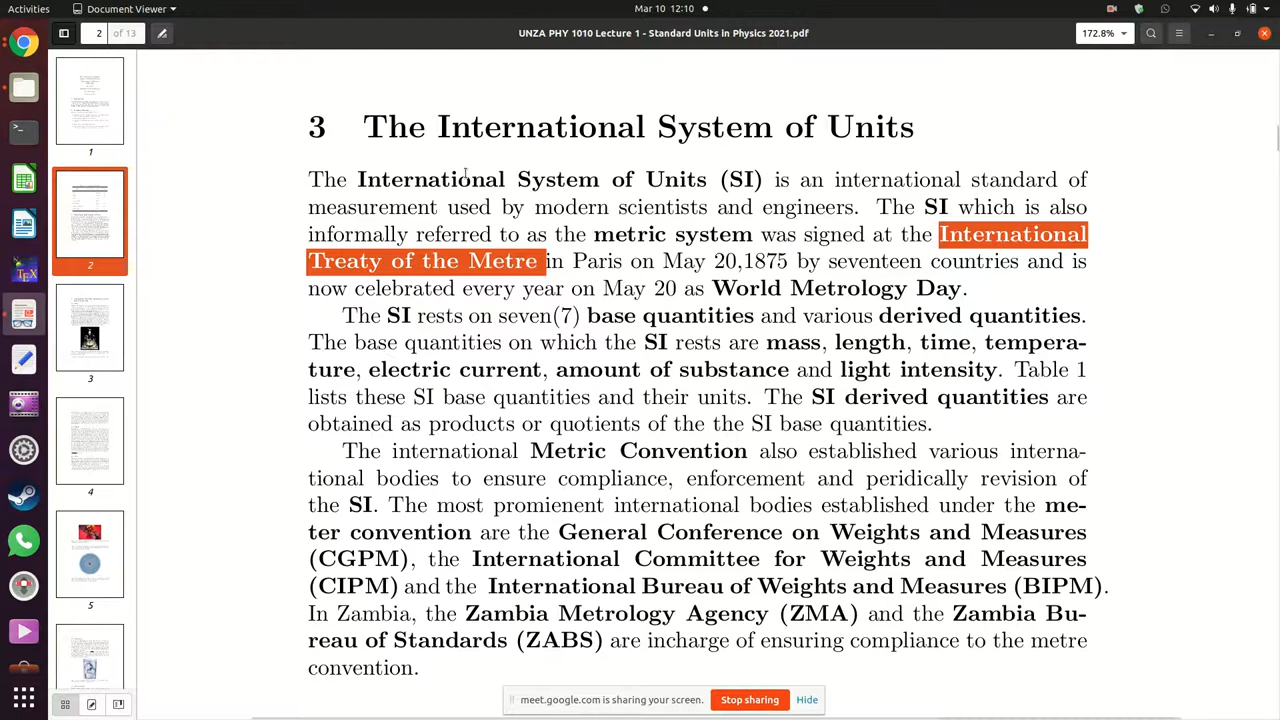 Activities
Document Viewer
Mar 10 12:10
2 of 13
UNZA PHY 1010 Lecture 1 - Standard Units in Physics 2021.pdf
172.8%
1
2
3
4
5
3 The International System of Units
The International System of Units (SI) is an international standard of
measurement used by modern scientists and engineers. The SI which is also
informally referred to as the metric system was signed at the International
Treaty of the Metre in Paris on May 20,1875 by seventeen countries and is
now celebrated every year on May 20 as World Metrology Day.
The SI rests on seven(7) base quantities and various derived quantities.
The base quantities on which the SI rests are mass, length, time, tempera-
ture, electric current, amount of substance and light intensity. Table 1
lists these SI base quantities and their units. The SI derived quantities are
obtained as products or quotients of the the SI base quantities.
The international Metric Convention also established various interna-
tional bodies to ensure compliance, enforcement and peridically revision of
the SI. The most promienent international bodies established under the me-
ter convention are the General Conference on Weights and Measures
(CGPM), the International Committee for Weights and Measures
(CIPM) and the International Bureau of Weights and Measures (BIPM).
In Zambia, the Zambia Metrology Agency (ZMA) and the Zambia Bu-
reau of Standards (ZABS) are incharge of ensuring compliance to the metre
convention.
meet.google.com is sharing your screen.
Stop sharing
Hide